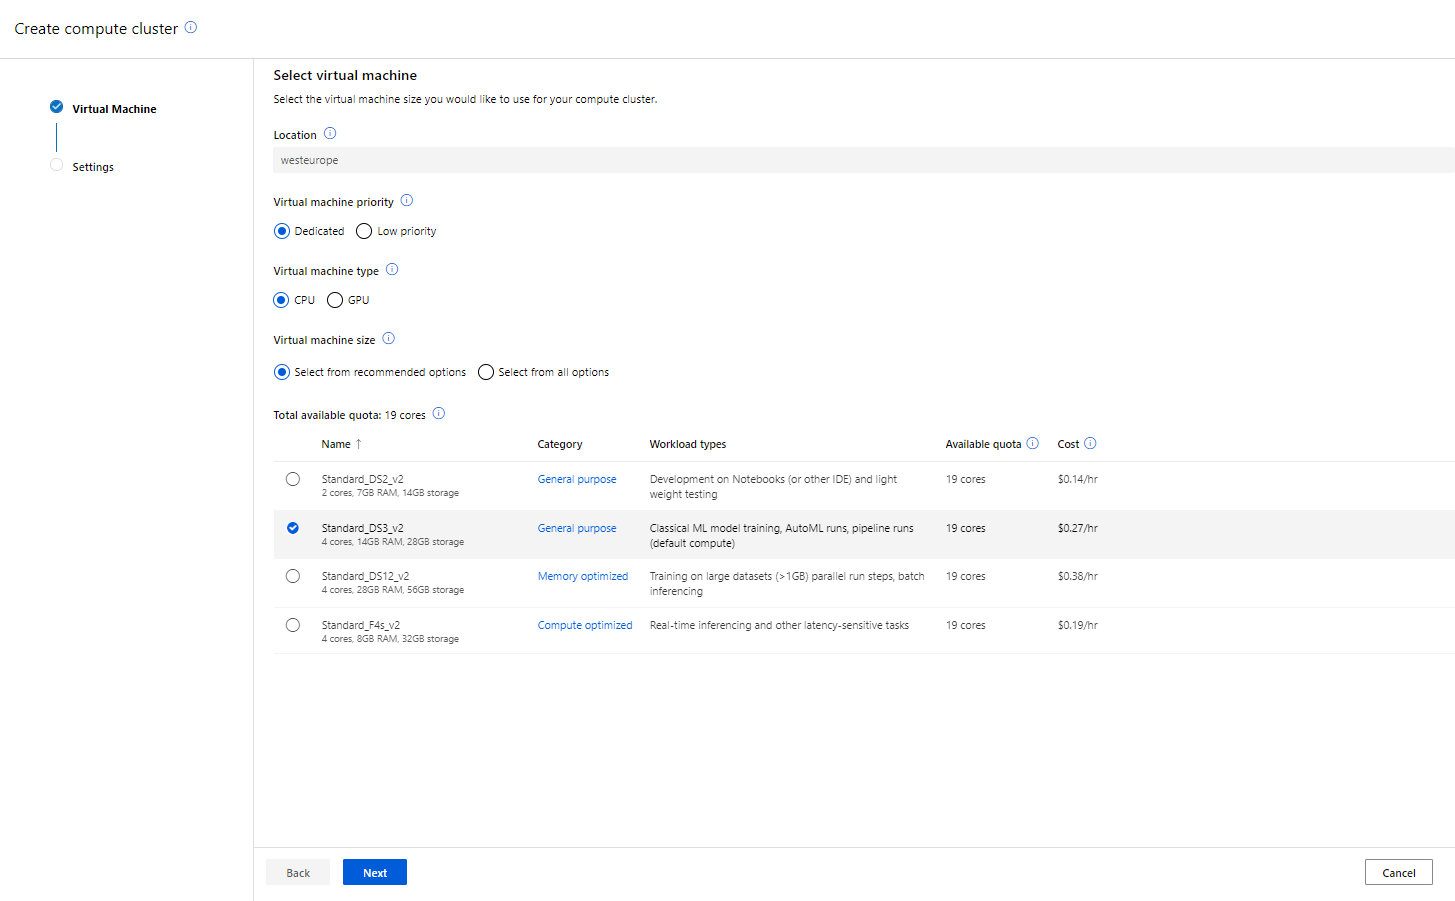 Create compute cluster
Virtual Machine
Settings
Select virtual machine
Select the virtual machine size you would like to use for your compute cluster.
Location
westeurope
Virtual machine priority
Dedicated Low priority
Virtual machine type
CPU GPU
Virtual machine size
Select from recommended options Select from all options
Total available quota: 19 cores
Name ↑ Category Workload types Available quota Cost
Standard_DS2_v2 General purpose Development on Notebooks (or other IDE) and light 19 cores $0.14/hr
2 cores, 7GB RAM, 14GB storage weight testing
Standard_DS3_v2 General purpose Classical ML model training, AutoML runs, pipeline runs 19 cores $0.27/hr
4 cores, 14GB RAM, 28GB storage (default compute)
Standard_DS12_v2 Memory optimized Training on large datasets (>1GB) parallel run steps, batch 19 cores $0.38/hr
4 cores, 28GB RAM, 56GB storage inferencing
Standard_F4s_v2 Compute optimized Real-time inferencing and other latency-sensitive tasks 19 cores $0.19/hr
4 cores, 8GB RAM, 32GB storage
Back Next Cancel